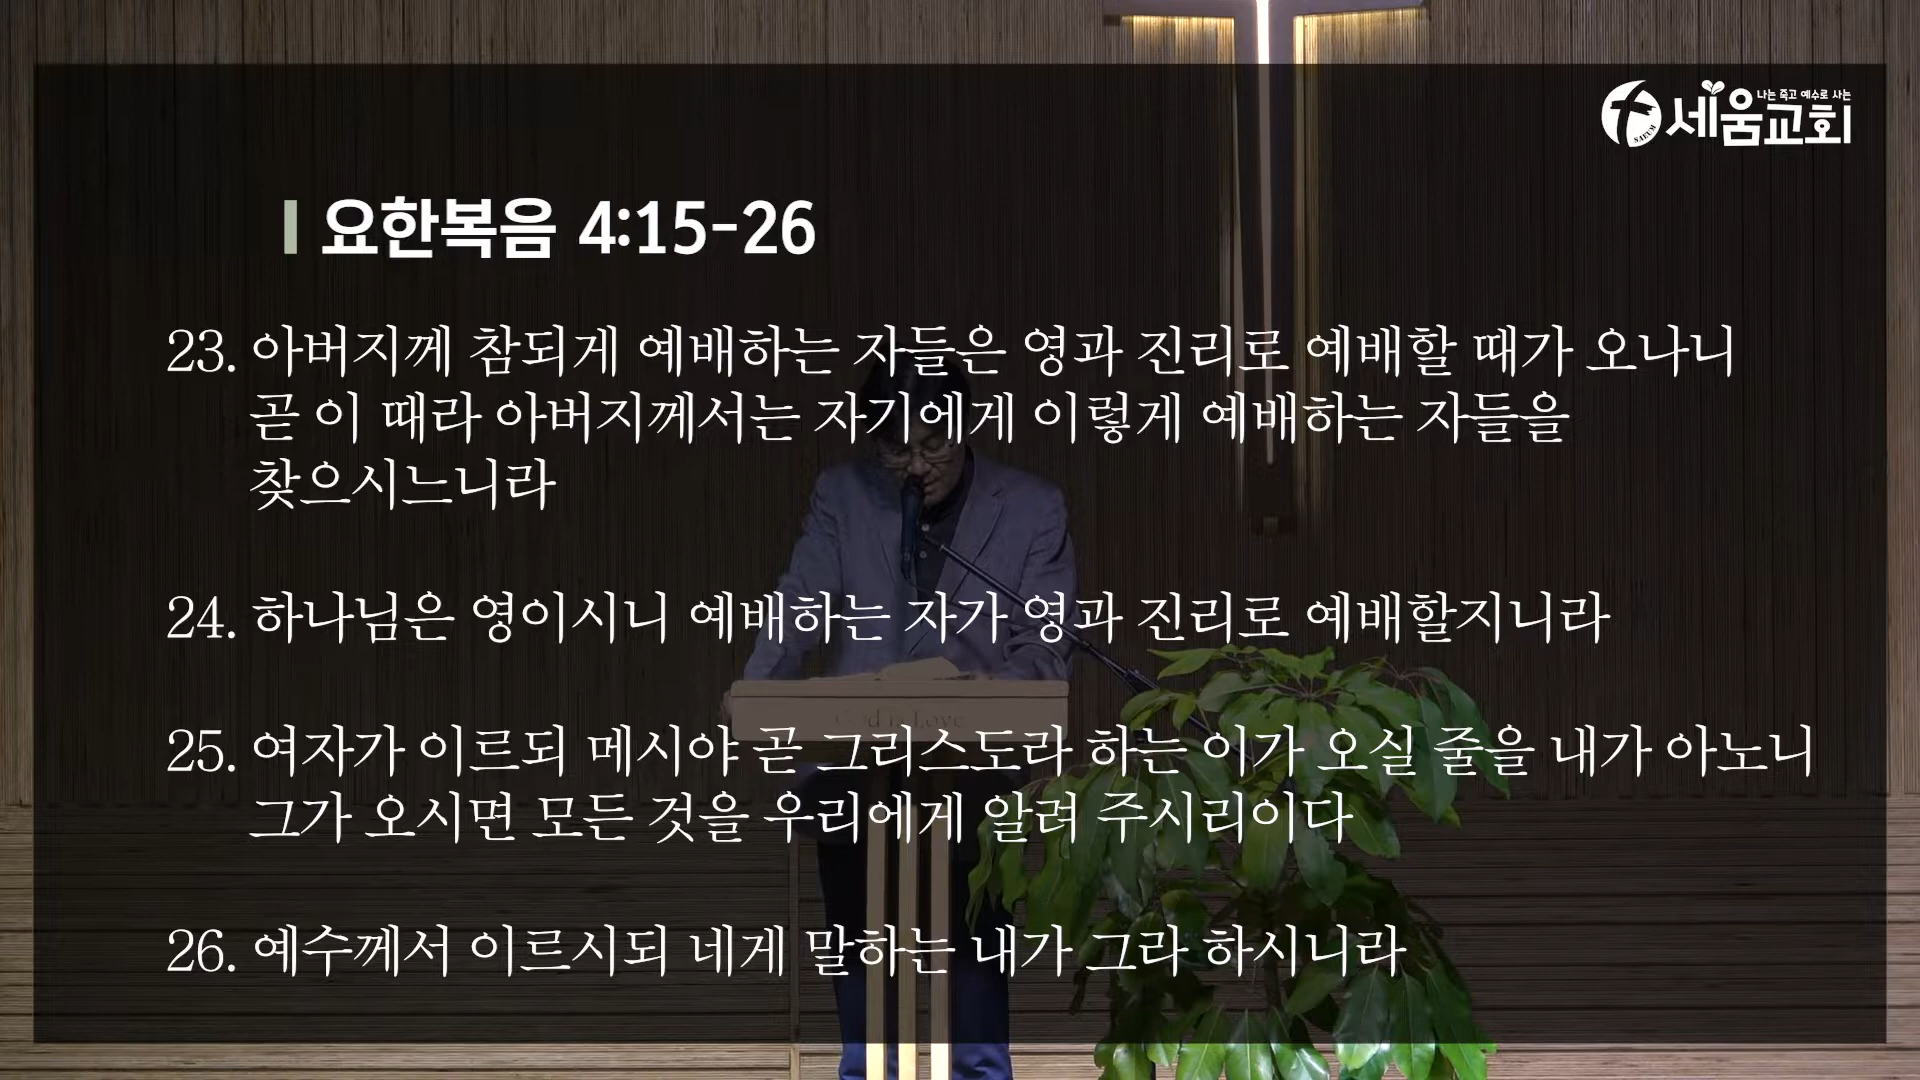 나는 죽고 예수로 사는
세움교회
SAEUM
요한복음 4:15-26
23. 아버지께 참되게 예배하는 자들은 영과 진리로 예배할 때가 오나니
곧 이 때라 아버지께서는 자기에게 이렇게 예배하는 자들을
찾으시느니라
24. 하나님은 영이시니 예배하는 자가 영과 진리로 예배할지니라
God is Love
25. 여자가 이르되 메시야 곧 그리스도라 하는 이가 오실 줄을 내가 아노니
그가 오시면 모든 것을 우리에게 알려 주시리이다
26. 예수께서 이르시되 네게 말하는 내가 그라 하시니라